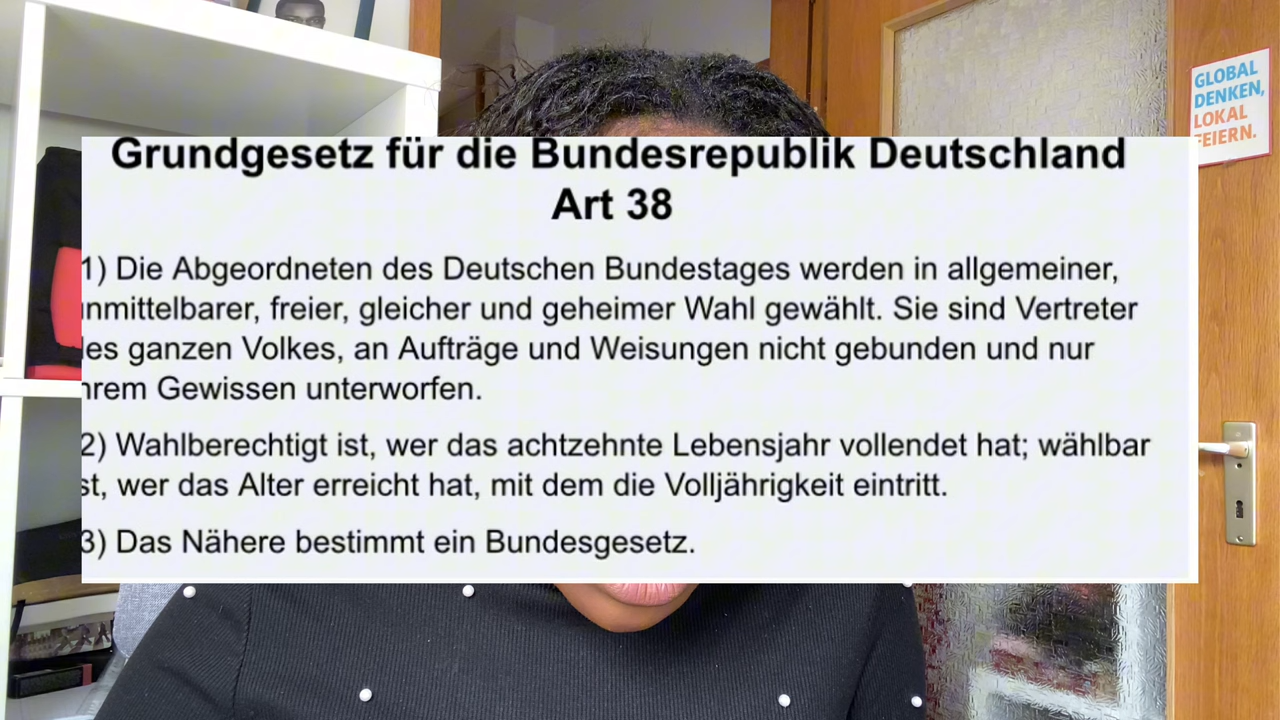 Grundgesetz für die Bundesrepublik Deutschland
Art 38
1) Die Abgeordneten des Deutschen Bundestages werden in allgemeiner,
nmittelbarer, freier, gleicher und geheimer Wahl gewählt. Sie sind Vertreter
es ganzen Volkes, an Aufträge und Weisungen nicht gebunden und nur
hrem Gewissen unterworfen.
2) Wahlberechtigt ist, wer das achtzehnte Lebensjahr vollendet hat; wählbar
st, wer das Alter erreicht hat, mit dem die Volljährigkeit eintritt.
3) Das Nähere bestimmt ein Bundesgesetz.
GLOBAL
DENKEN,
LOKAL
FEIERN.